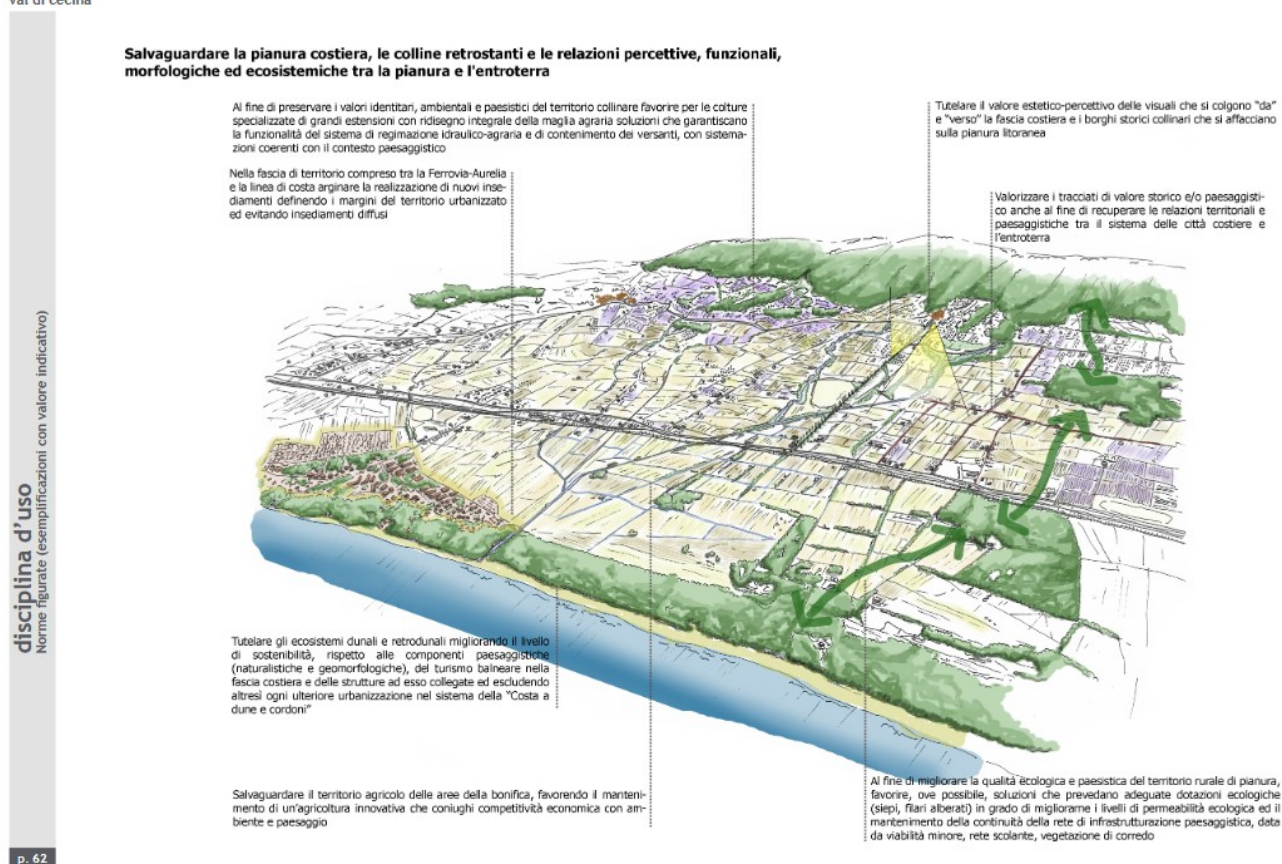 Val di Cecina
Salvaguardare la pianura costiera, le colline retrostanti e le relazioni percettive, funzionali,
morfologiche ed ecosistemiche tra la pianura e l'entroterra
Al fine di preservare i valori identitari, ambientali e paesistici del territorio collinare favorire per le colture
specializzate di grandi estensioni con ridisegno integrale della maglia agraria soluzioni che garantiscano
la funzionalità del sistema di regimazione idraulico-agraria e di contenimento dei versanti, con sistema-
zioni coerenti con il contesto paesaggistico
Tutelare il valore estetico-percettivo delle visuali che si colgono "da"
e "verso" la fascia costiera e i borghi storici collinari che si affacciano
sulla pianura litoranea
Nella fascia di territorio compreso tra la Ferrovia-Aurelia
e la linea di costa arginare la realizzazione di nuovi inse-
diamenti definendo i margini del territorio urbanizzato
ed evitando insediamenti diffusi
Valorizzare i tracciati di valore storico e/o paesaggisti-
co anche al fine di recuperare le relazioni territoriali e
paesaggistiche tra il sistema delle città costiere e
l'entroterra
disciplina d'uso
Norme figurate (esemplificazioni con valore indicativo)
Tutelare gli ecosistemi dunali e retrodunali migliorando il livello
di sostenibilità, rispetto alle componenti paesaggistiche
(naturalistiche e geomorfologiche), del turismo balneare nella
fascia costiera e delle strutture ad esso collegate ed escludendo
altresì ogni ulteriore urbanizzazione nel sistema della "Costa a
dune e cordoni"
Salvaguardare il territorio agricolo delle aree della bonifica, favorendo il manteni-
mento di un'agricoltura innovativa che coniughi competitività economica con am-
biente e paesaggio
Al fine di migliorare la qualità ecologica e paesistica del territorio rurale di pianura,
favorire, ove possibile, soluzioni che prevedano adeguate dotazioni ecologiche
(siepi, filari alberati) in grado di migliorarne i livelli di permeabilità ecologica ed il
mantenimento della continuità della rete di infrastrutturazione paesaggistica, data
da viabilità minore, rete scolante, vegetazione di corredo
p. 62